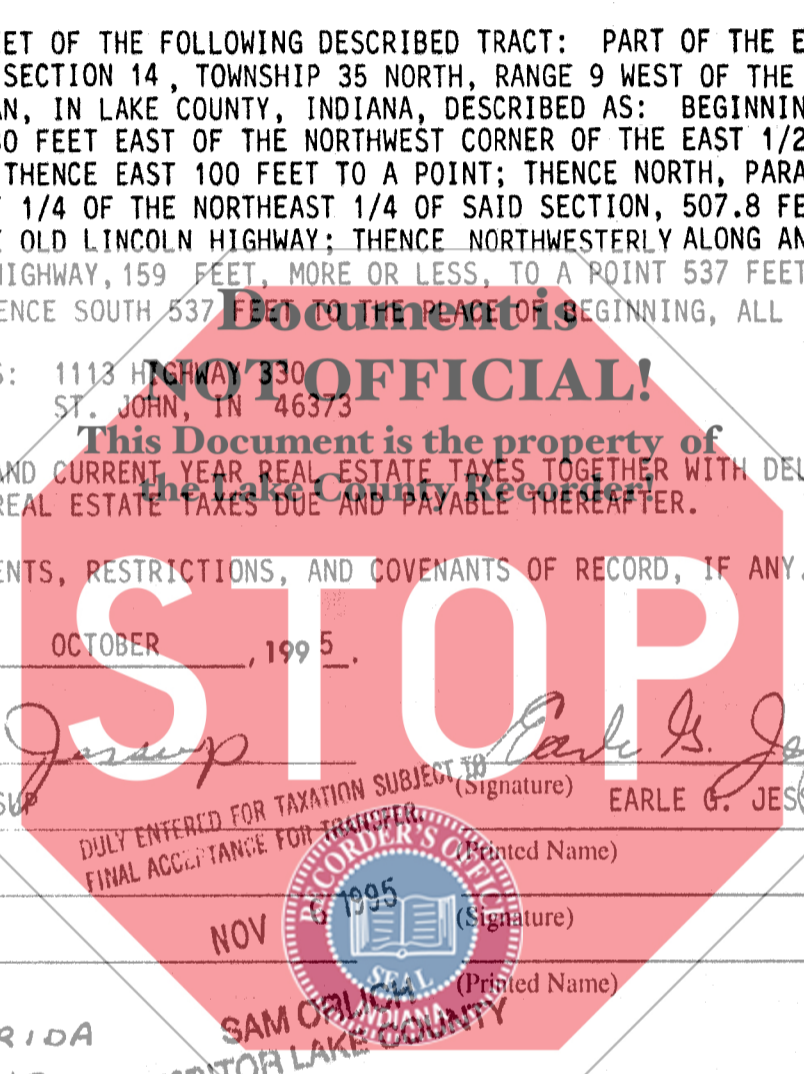 ET OF THE FOLLOWING DESCRIBED TRACT: PART OF THE E
SECTION 14, TOWNSHIP 35 NORTH, RANGE 9 WEST OF THE
AN, IN LAKE COUNTY, INDIANA, DESCRIBED AS: BEGINNIN
0 FEET EAST OF THE NORTHWEST CORNER OF THE EAST 1/2
THENCE EAST 100 FEET TO A POINT; THENCE NORTH, PARA
1/4 OF THE NORTHEAST 1/4 OF SAID SECTION, 507.8 FE
OLD LINCOLN HIGHWAY; THENCE NORTHWESTERLY ALONG AN
HIGHWAY, 159 FEET, MORE OR LESS, TO A POINT 537 FEET
ENCE SOUTH 537 FEET TO THE PLACE OF BEGINNING, ALL
Document is
NOT OFFICIAL!
This Document is the property of
the Lake County Recorder!
S: 1113 HIGHWAY 330
ST. JOHN, IN 46373
AND CURRENT YEAR REAL ESTATE TAXES TOGETHER WITH DEL
REAL ESTATE TAXES DUE AND PAYABLE THEREAFTER.
ENTS, RESTRICTIONS, AND COVENANTS OF RECORD, IF ANY.
STOP
OCTOBER, 1995.
Jessup Earle G. Je
(Signature)
SUP EARLE G. JES
DULY ENTERED FOR TAXATION SUBJECT TO
FINAL ACCEPTANCE FOR TRANSFER.
(Printed Name)
RECORDER'S OFFIC
NOV 6 1995
(Signature)
SEAL
INDIANA
(Printed Name)
SAM ORLICH
ITOR LAKE COUNTY
RIDA